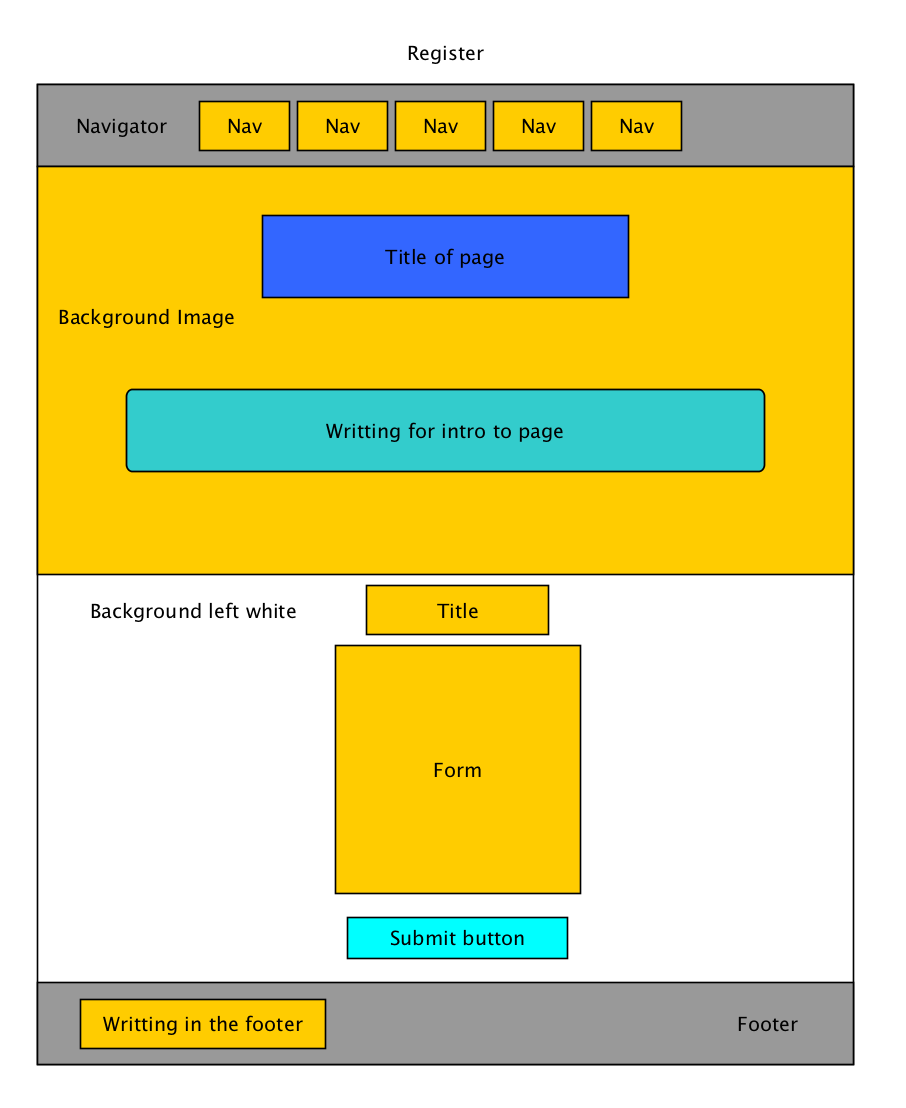 Register
Navigator
Nav
Nav
Nav
Nav
Nav
Title of page
Background Image
Writting for intro to page
Background left white
Title
Form
Submit button
Writting in the footer
Footer